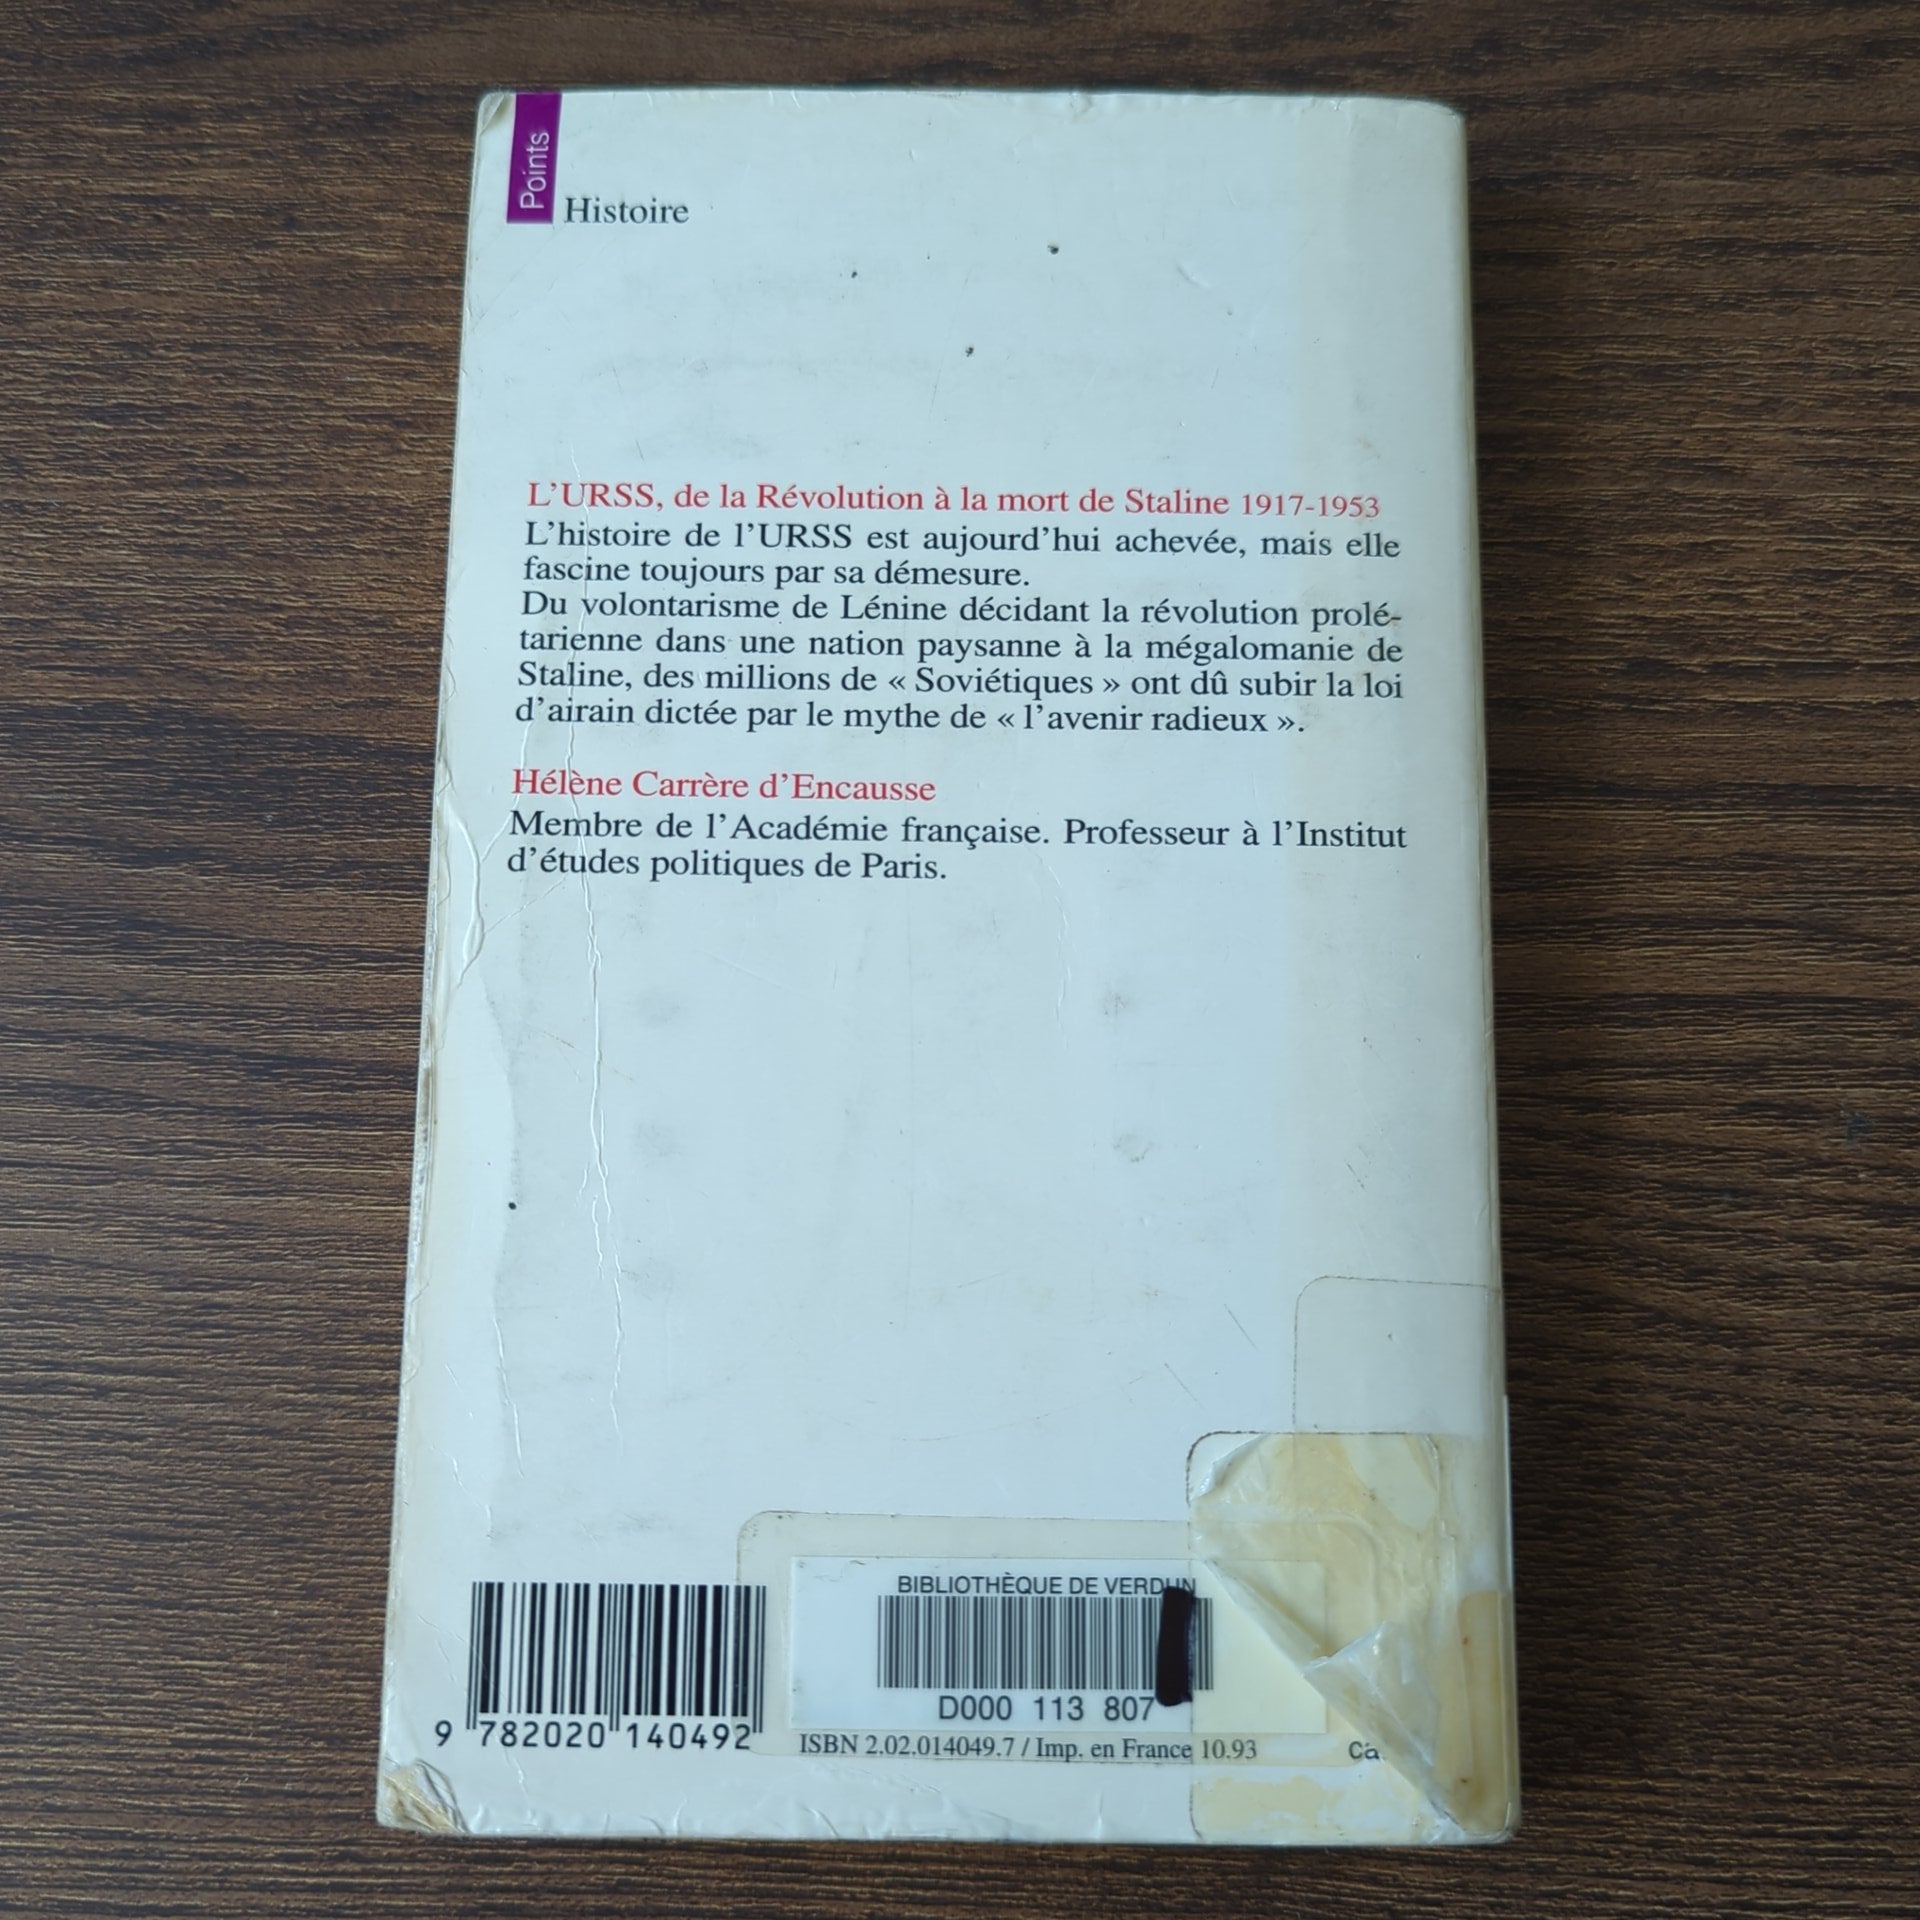 Points
Histoire
L'URSS, de la Révolution à la mort de Staline 1917-1953
L'histoire de l'URSS est aujourd'hui achevée, mais elle
fascine toujours par sa démesure.
Du volontarisme de Lénine décidant la révolution prolé-
tarienne dans une nation paysanne à la mégalomanie de
Staline, des millions de « Soviétiques » ont dû subir la loi
d'airain dictée par le mythe de « l'avenir radieux ».
Hélène Carrère d'Encausse
Membre de l'Académie française. Professeur à l'Institut
d'études politiques de Paris.
BIBLIOTHÈQUE DE VERDUN
D000 113 807
9 782020 140492
ISBN 2.02.014049.7 / Imp. en France 10.93